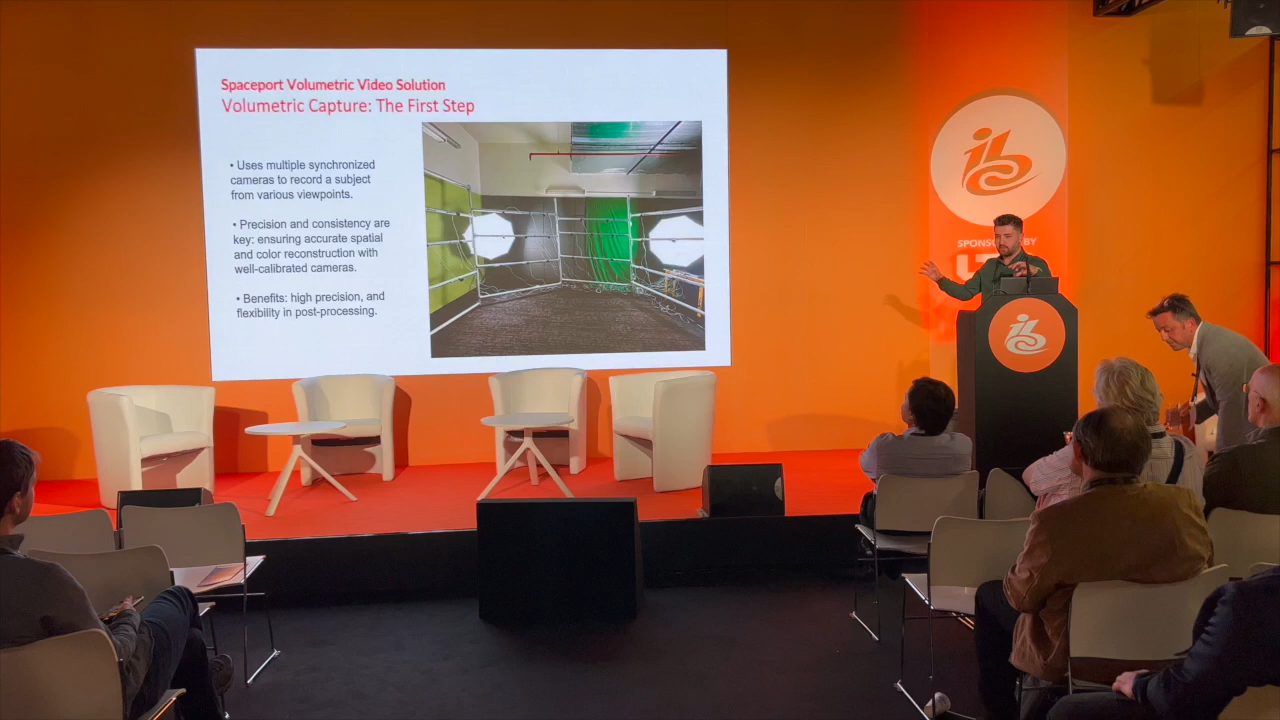 Spaceport Volumetric Video Solution
Volumetric Capture: The First Step
• Uses multiple synchronized
cameras to record a subject
from various viewpoints.
• Precision and consistency are
key: ensuring accurate spatial
and color reconstruction with
well-calibrated cameras.
• Benefits: high precision, and
flexibility in post-processing.
ibc
BY
ibc